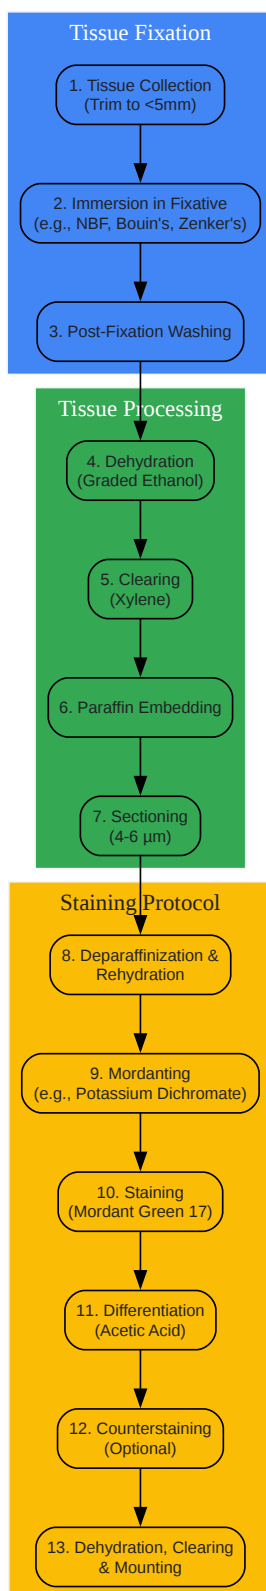 Tissue Fixation
1. Tissue Collection
(Trim to <5mm)
2. Immersion in Fixative
(e.g., NBF, Bouin's, Zenker's)
3. Post-Fixation Washing
Tissue Processing
4. Dehydration
(Graded Ethanol)
5. Clearing
(Xylene)
6. Paraffin Embedding
7. Sectioning
(4-6 µm)
Staining Protocol
8. Deparaffinization &
Rehydration
9. Mordanting
(e.g., Potassium Dichromate)
10. Staining
(Mordant Green 17)
11. Differentiation
(Acetic Acid)
12. Counterstaining
(Optional)
13. Dehydration, Clearing
& Mounting